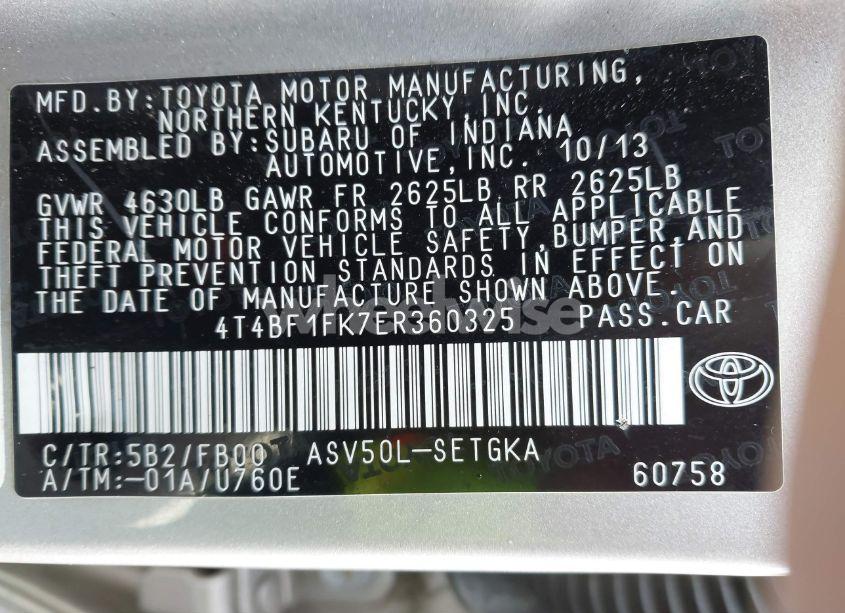 MFD.BY:TOYOTA MOTOR MANUFACTURING,
NORTHERN KENTUCKY,INC.
ASSEMBLED BY:SUBARU OF INDIANA
AUTOMOTIVE,INC. 10/13
GVWR 4630LB GAWR FR 2625LB RR 2625LB
THIS VEHICLE CONFORMS TO ALL APPLICABLE
FEDERAL MOTOR VEHICLE SAFETY,BUMPER,AND
THEFT PREVENTION STANDARDS IN EFFECT ON
THE DATE OF MANUFACTURE SHOWN ABOVE.
4T4BF1FK7ER360325 PASS.CAR
C/TR:5B2/FB00 ASV50L-SETGKA
A/TM:-01A/U760E 60758